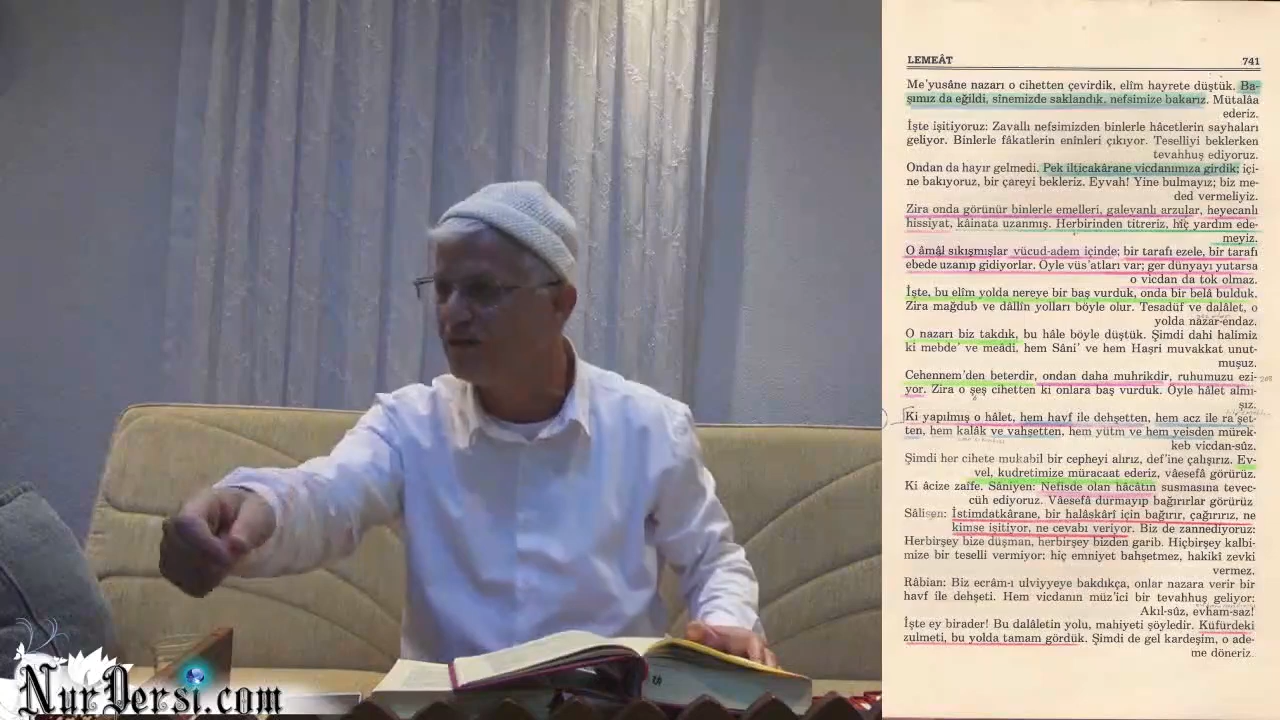 LEMEÂT 741
Me'yusâne nazarı o cihetten çevirdik, elîm hayrete düştük. Ba-
şımız da eğildi, sînemizde saklandık, nefsimize bakarız. Mütalâa
ederiz.
İşte işitiyoruz: Zavallı nefsimizden binlerle hâcetlerin sayhaları
geliyor. Binlerle fâkatlerin enînleri çıkıyor. Teselliyi beklerken
tevahhuş ediyoruz.
Ondan da hayır gelmedi. Pek ilticakârane vicdanımıza girdik; içi-
ne bakıyoruz, bir çareyi bekleriz. Eyvah! Yine bulmayız; biz me-
ded vermeliyiz.
Zira onda görünür binlerle emelleri, galeyanlı arzular, heyecanlı
hissiyat, kâinata uzanmış. Herbirinden titreriz, hiç yardım ede-
meyiz.
O âmâl sıkışmışlar vücud-adem içinde; bir tarafı ezele, bir tarafı
ebede uzanıp gidiyorlar. Öyle vüs'atları var; ger dünyayı yutarsa
o vicdan da tok olmaz.
İşte, bu elîm yolda nereye bir baş vurduk, onda bir belâ bulduk.
Zira mağdub ve dâllîn yolları böyle olur. Tesadüf ve dalâlet, o
yolda nazar-endaz.
O nazarı biz takdık, bu hâle böyle düştük. Şimdi dahi halimiz
ki mebde' ve meâdi, hem Sâni' ve hem Haşri muvakkat unut-
muşuz.
Cehennem'den beterdir, ondan daha muhrikdir, ruhumuzu ezi-
yor. Zira o şeş cihetten ki onlara baş vurduk. Öyle hâlet almı-
şız.
Ki yapılmış o hâlet, hem havf ile dehşetten, hem acz ile ra'şet-
ten, hem kalâk ve vahşetten, hem yütm ve hem yeisden mürek-
keb vicdan-sûz.
Şimdi her cihete mukabil bir cepheyi alırız, def'ine çalışırız. Ev-
vel, kudretimize müracaat ederiz, vâesefâ görürüz.
Ki âcize zaîfe. Sâniyen: Nefisde olan hâcâtın susmasına tevec-
cüh ediyoruz. Vâesefâ durmayıp bağırırlar görürüz
Sâlisen: İstimdatkârane, bir halâskârî için bağırır, çağırırız, ne
kimse işitiyor, ne cevabı veriyor. Biz de zannediyoruz:
Herbirşey bize düşman, herbirşey bizden garib. Hiçbirşey kalbi-
mize bir teselli vermiyor; hiç emniyet bahşetmez, hakikî zevki
vermez.
Râbian: Biz ecrâm-ı ulviyyeye bakdıkça, onlar nazara verir bir
havf ile dehşeti. Hem vicdanın müz'ici bir tevahhuş geliyor:
Akıl-sûz, evham-saz!
İşte ey birader! Bu dalâletin yolu, mahiyeti şöyledir. Küfürdeki
zulmeti, bu yolda tamam gördük. Şimdi de gel kardeşim, o ade-
me döneriz.
NurDersi.com